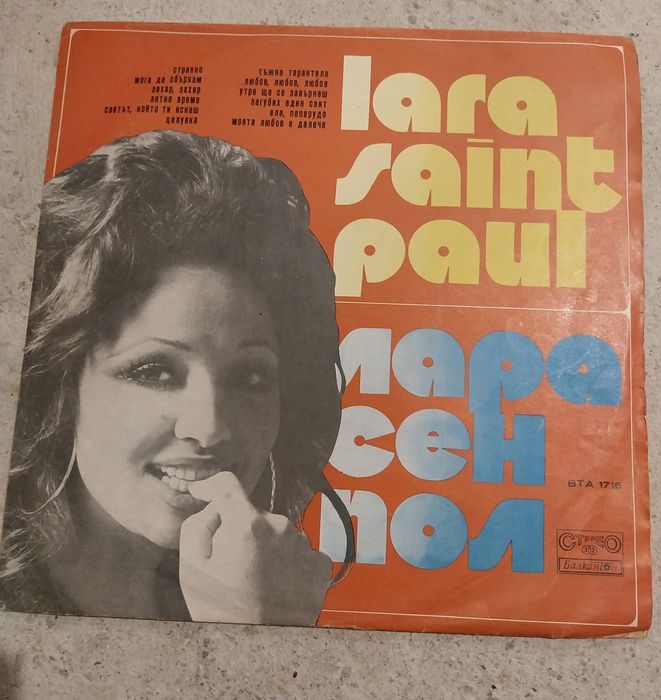 странно
мога да сбъркам
захар, захар
лятно време
светът, който ти искаш
целувка
тъжна тарантела
любов, любов, любов
утре ще се завърнеш
загубих един свят
ела, пеперудо
моята любов е далече
lara
saint
paul
лара
сен
пол
ВТА 1716
СТЕРЕО
33
Балкантон